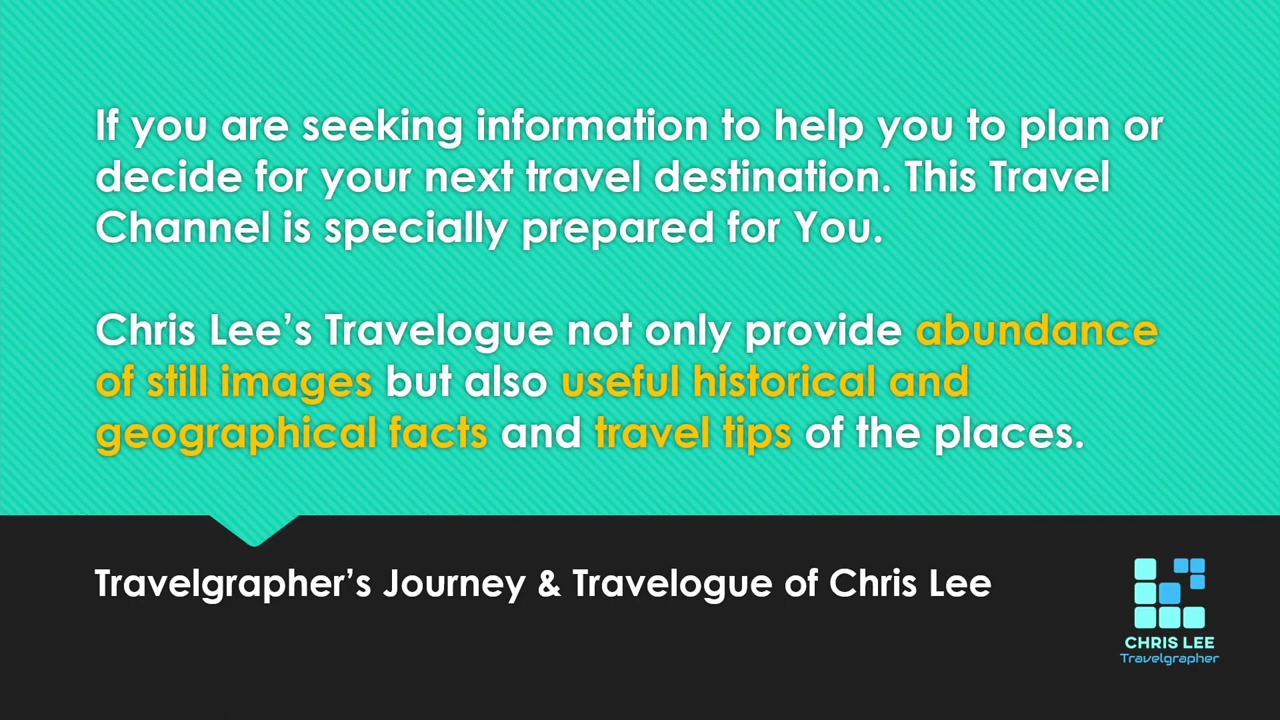 If you are seeking information to help you to plan or
decide for your next travel destination. This Travel
Channel is specially prepared for You.
Chris Lee’s Travelogue not only provide abundance
of still images but also useful historical and
geographical facts and travel tips of the places.
Travelgrapher’s Journey & Travelogue of Chris Lee
CHRIS LEE
Travelgrapher